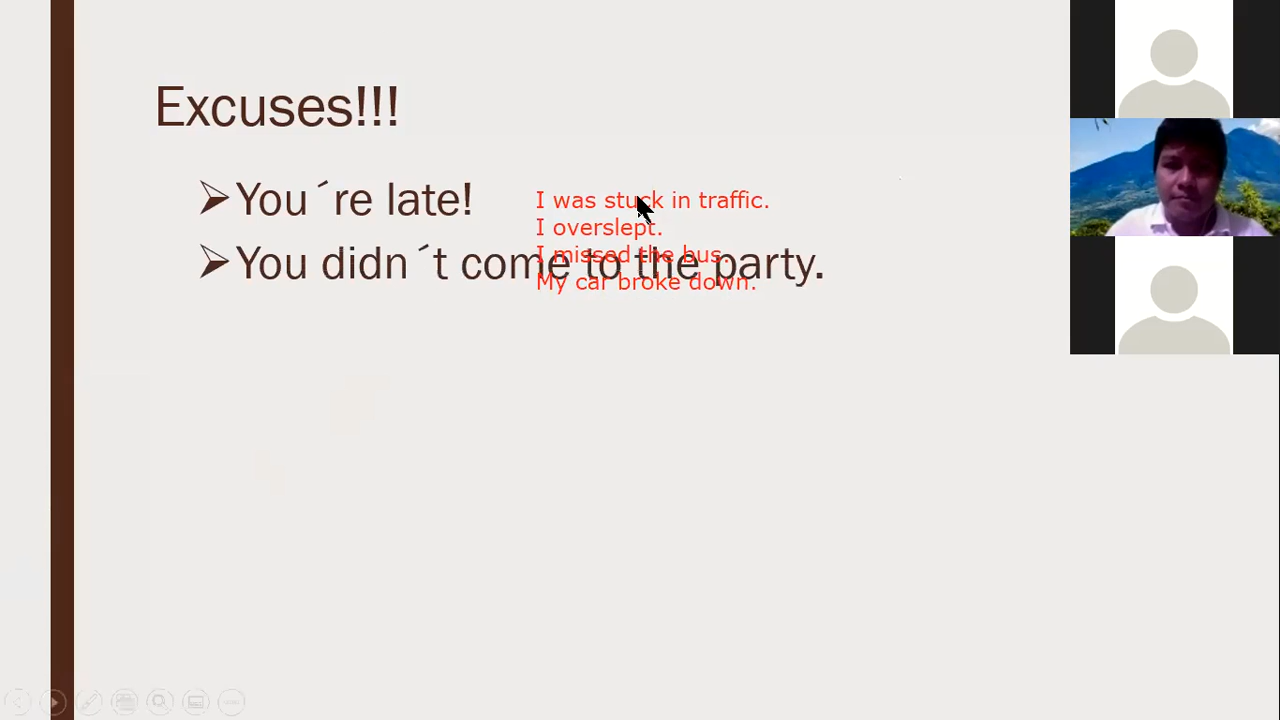 Excuses!!!
You´re late!
I was stuck in traffic.
I overslept.
I missed the bus.
You didn´t come to the party.
My car broke down.